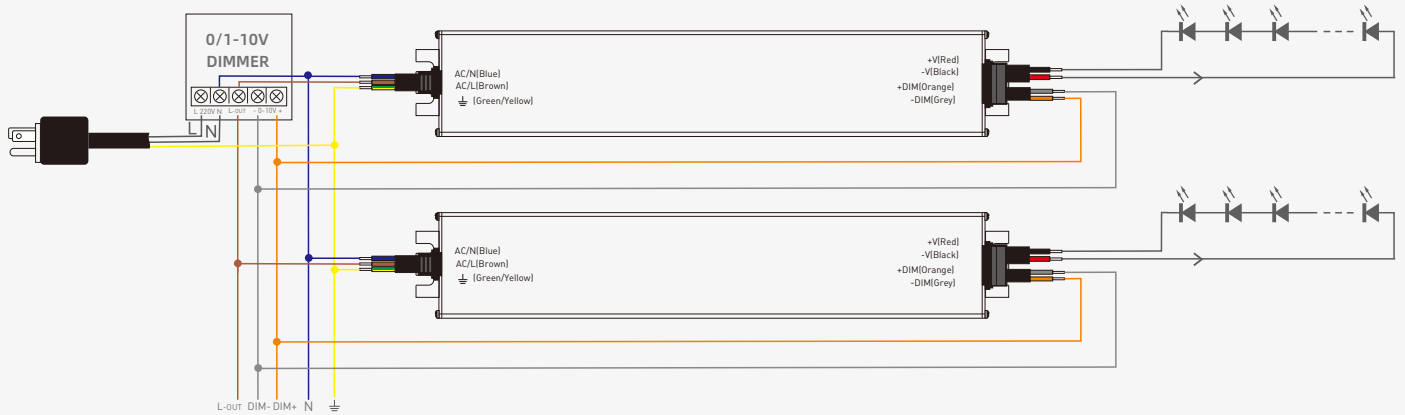 0/1-10V
DIMMER
L 220V N L-OUT - 0-10V +
L N
AC/N(Blue)
AC/L(Brown)
(Green/Yellow)
+V(Red)
-V(Black)
+DIM(Orange)
-DIM(Grey)
AC/N(Blue)
AC/L(Brown)
(Green/Yellow)
+V(Red)
-V(Black)
+DIM(Orange)
-DIM(Grey)
L-OUT DIM- DIM+ N